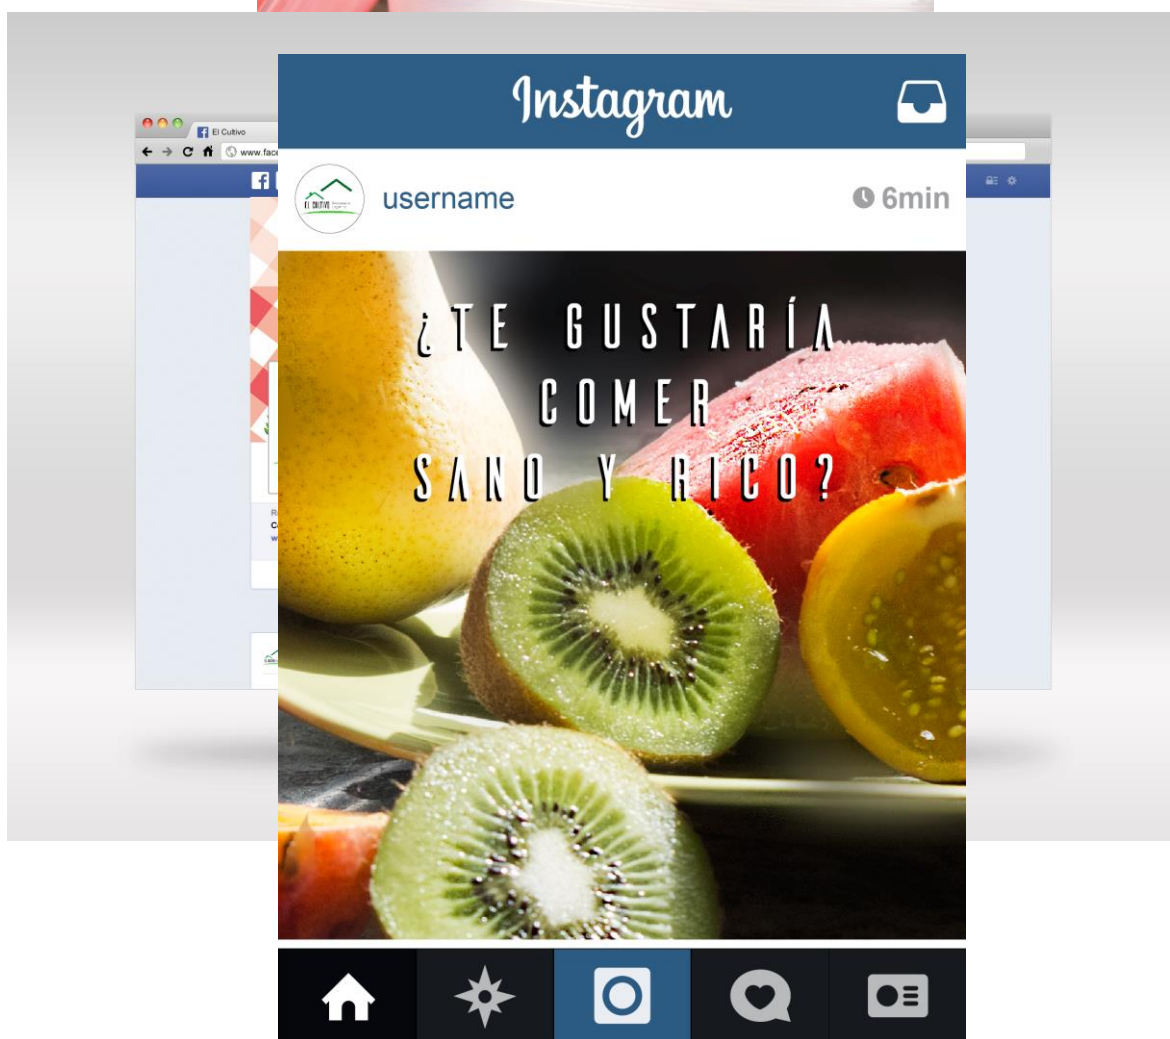 Instagram
El Cultivo
www.face
username
6min
EL CULTIVO
¿TE GUSTARÍA
COMER
SANO Y RICO?